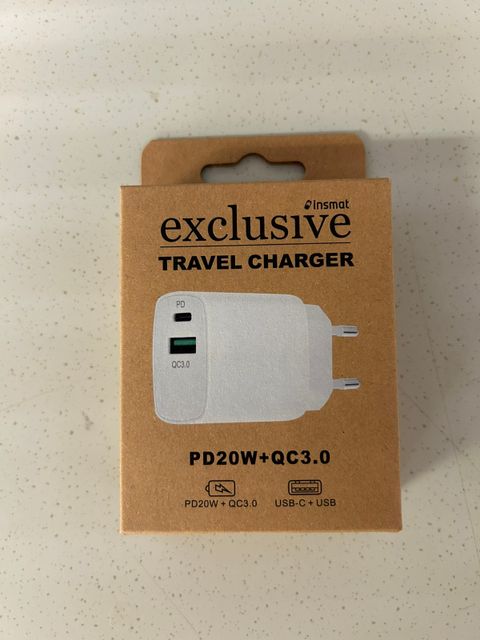 Insmat
exclusive
TRAVEL CHARGER
PD
QC3.0
PD20W+QC3.0
PD20W + QC3.0
USB-C + USB